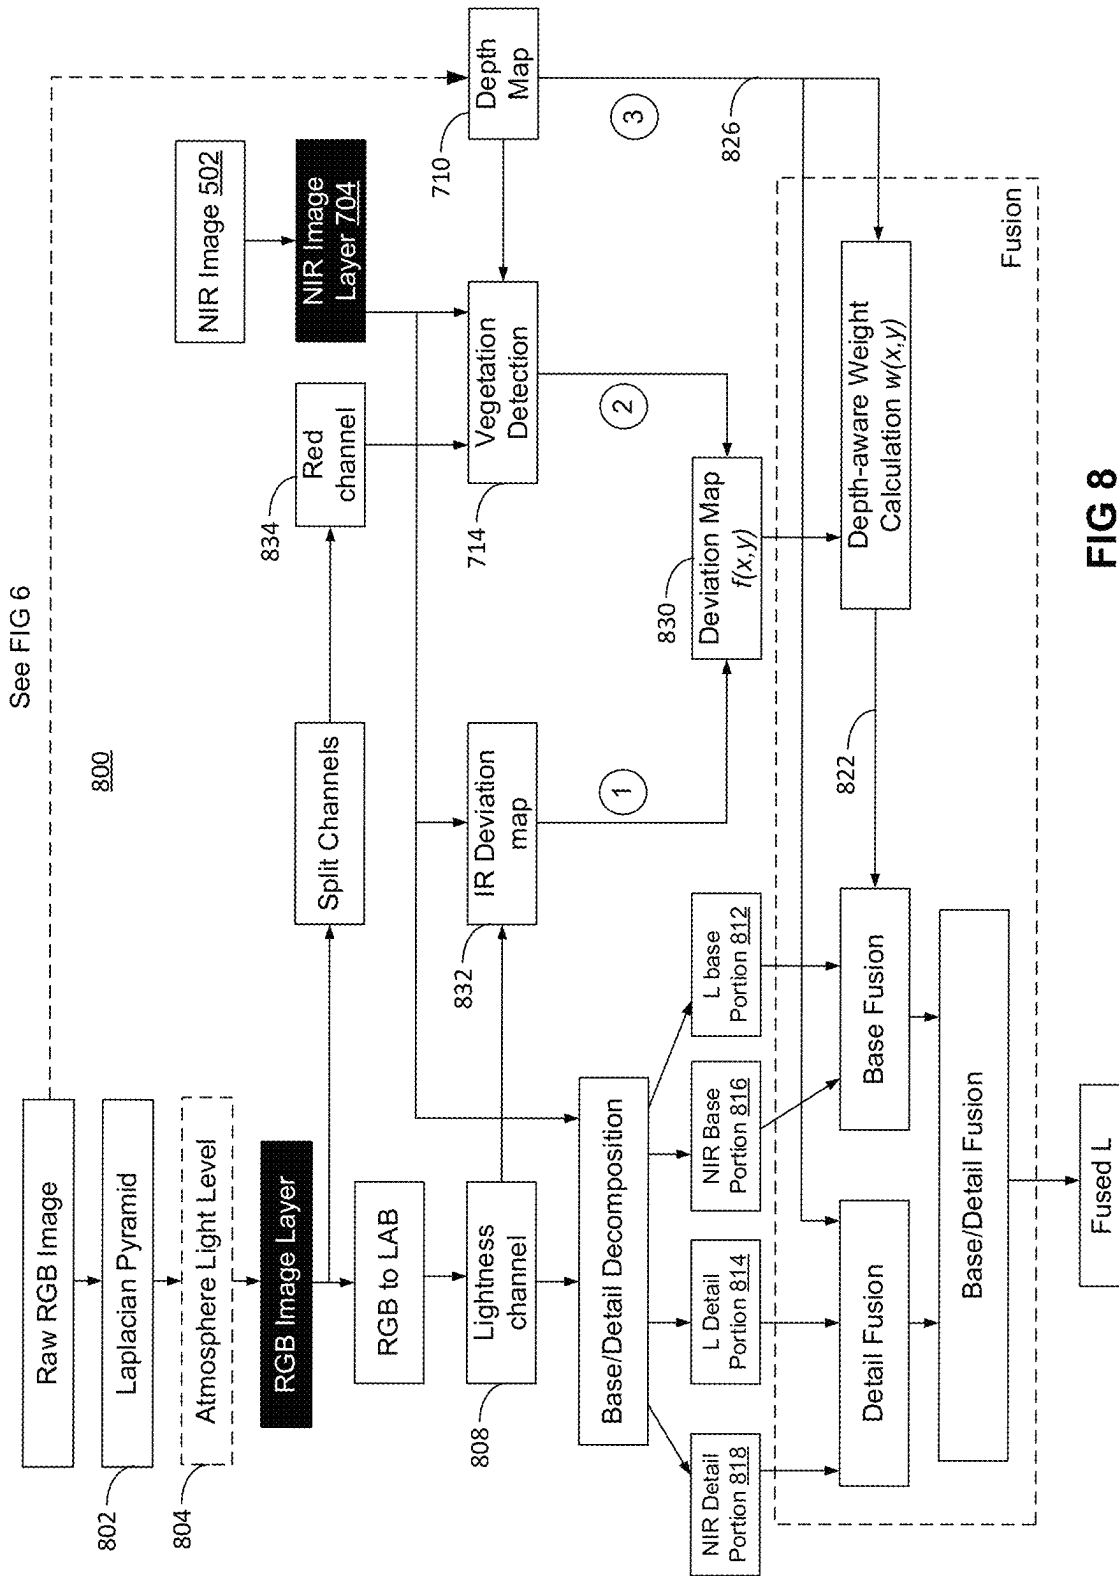 See FIG 6
800
Raw RGB Image
802
Laplacian Pyramid
804
Atmosphere Light Level
RGB Image Layer
NIR Image 502
NIR Image
Layer 704
Split Channels
834
Red
channel
710
Depth
Map
RGB to LAB
808
Lightness
channel
832
IR Deviation
map
714
Vegetation
Detection
1
2
3
826
Base/Detail Decomposition
NIR Detail
Portion 818
L Detail
Portion 814
NIR Base
Portion 816
L base
Portion 812
830
Deviation Map
f(x,y)
Detail Fusion
Base Fusion
822
Depth-aware Weight
Calculation w(x,y)
Base/Detail Fusion
Fusion
Fused L
FIG 8